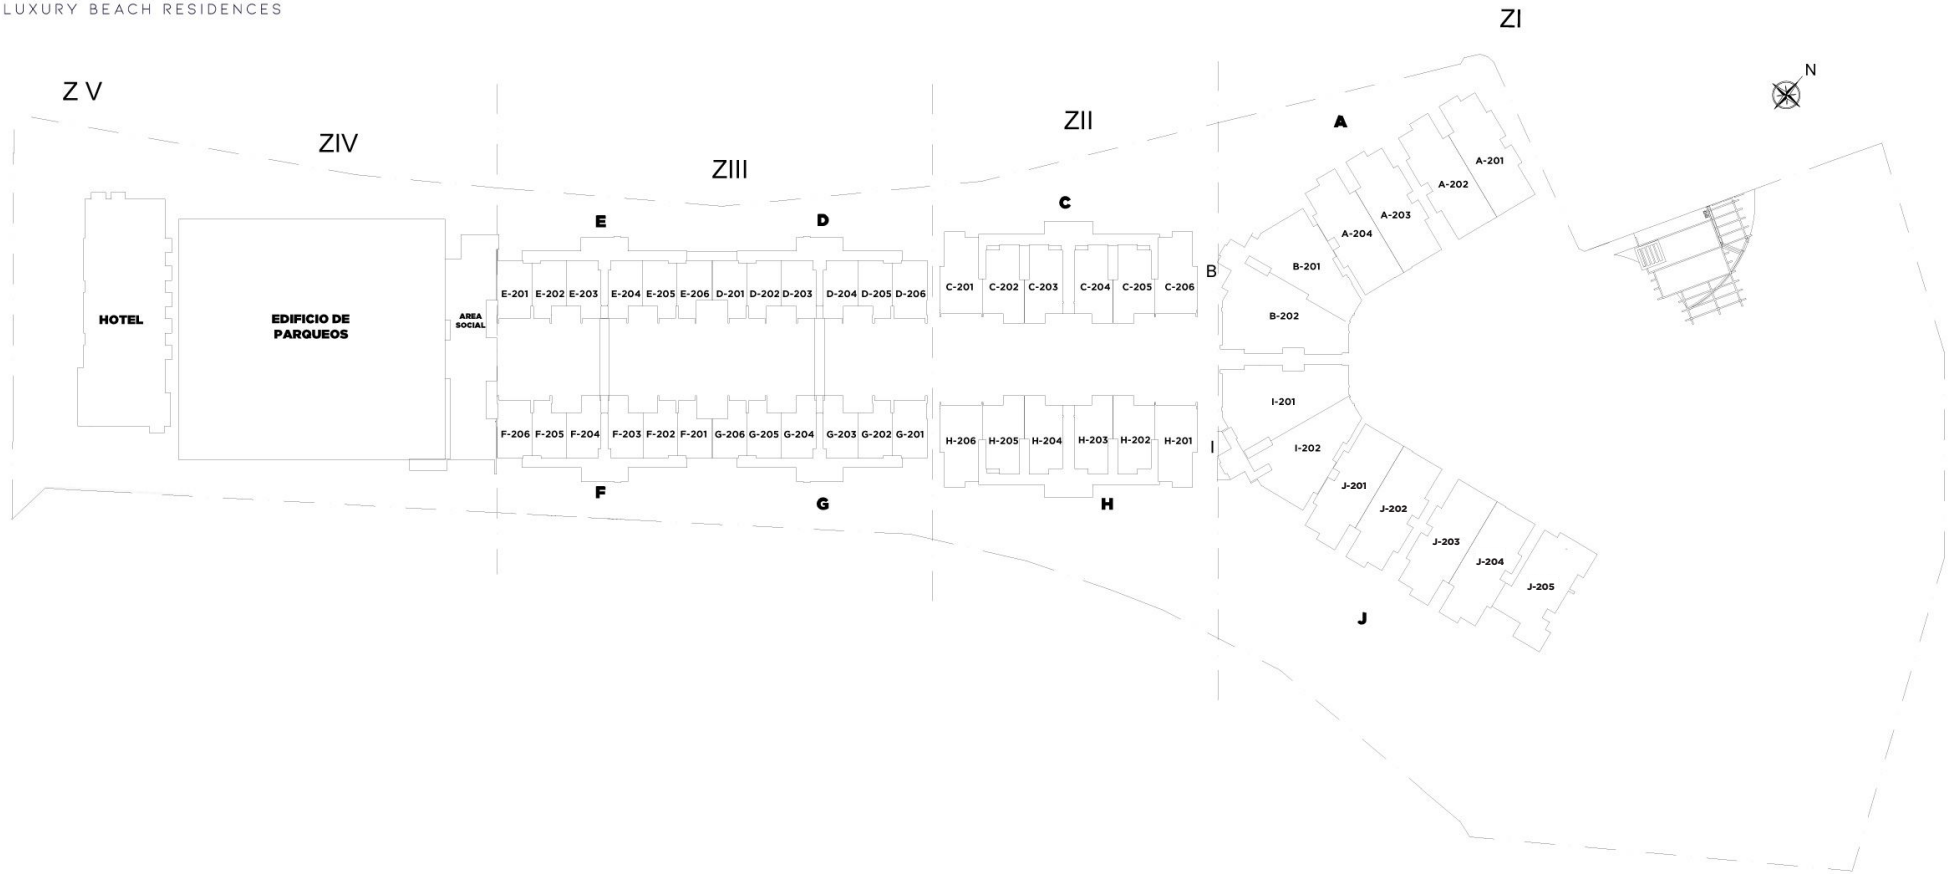 LUXURY BEACH RESIDENCES
ZI
Z V
ZIV
ZIII
ZII
N
A
A-201
A-202
A-203
A-204
E
D
C
B
B-201
B-202
HOTEL
EDIFICIO DE
PARQUEOS
AREA
SOCIAL
E-201 E-202 E-203 E-204 E-205 E-206 D-201 D-202 D-203 D-204 D-205 D-206
C-201 C-202 C-203 C-204 C-205 C-206
I-201
I-202
I
F-206 F-205 F-204 F-203 F-202 F-201 G-206 G-205 G-204 G-203 G-202 G-201
H-206 H-205 H-204 H-203 H-202 H-201
F
G
H
J-201
J-202
J-203
J-204
J-205
J